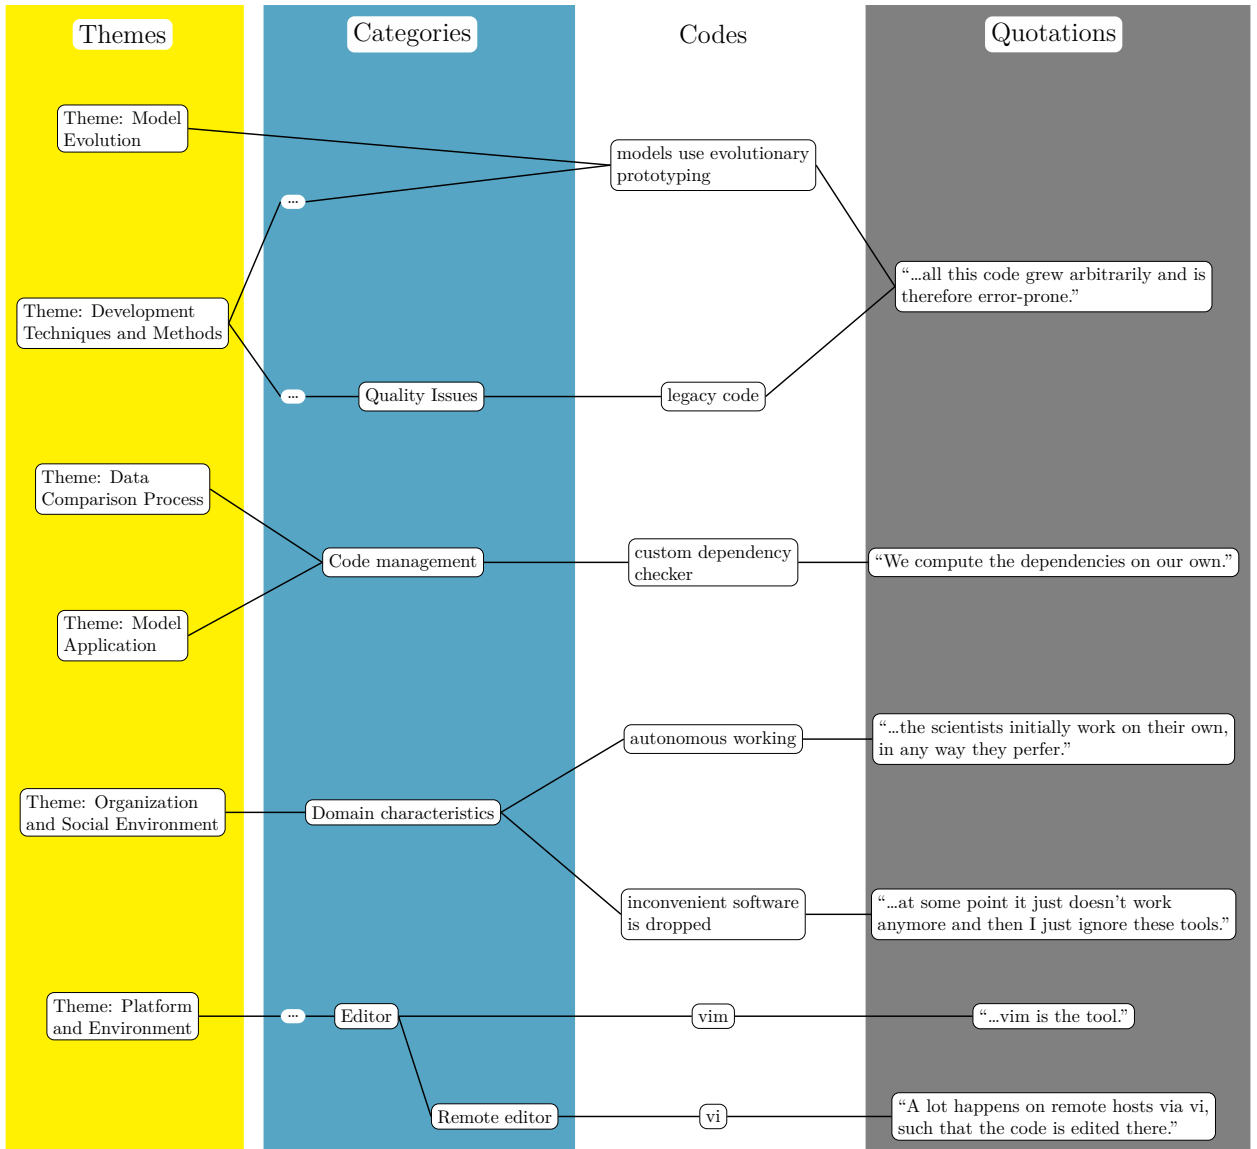 Themes
Categories
Codes
Quotations
Theme: Model
Evolution
models use evolutionary
prototyping
...
“...all this code grew arbitrarily and is
therefore error-prone.”
Theme: Development
Techniques and Methods
...
Quality Issues
legacy code
Theme: Data
Comparison Process
Code management
custom dependency
checker
“We compute the dependencies on our own.”
Theme: Model
Application
autonomous working
“...the scientists initially work on their own,
in any way they perfer.”
Theme: Organization
and Social Environment
Domain characteristics
inconvenient software
is dropped
“...at some point it just doesn’t work
anymore and then I just ignore these tools.”
Theme: Platform
and Environment
...
Editor
vim
“...vim is the tool.”
Remote editor
vi
“A lot happens on remote hosts via vi,
such that the code is edited there.”